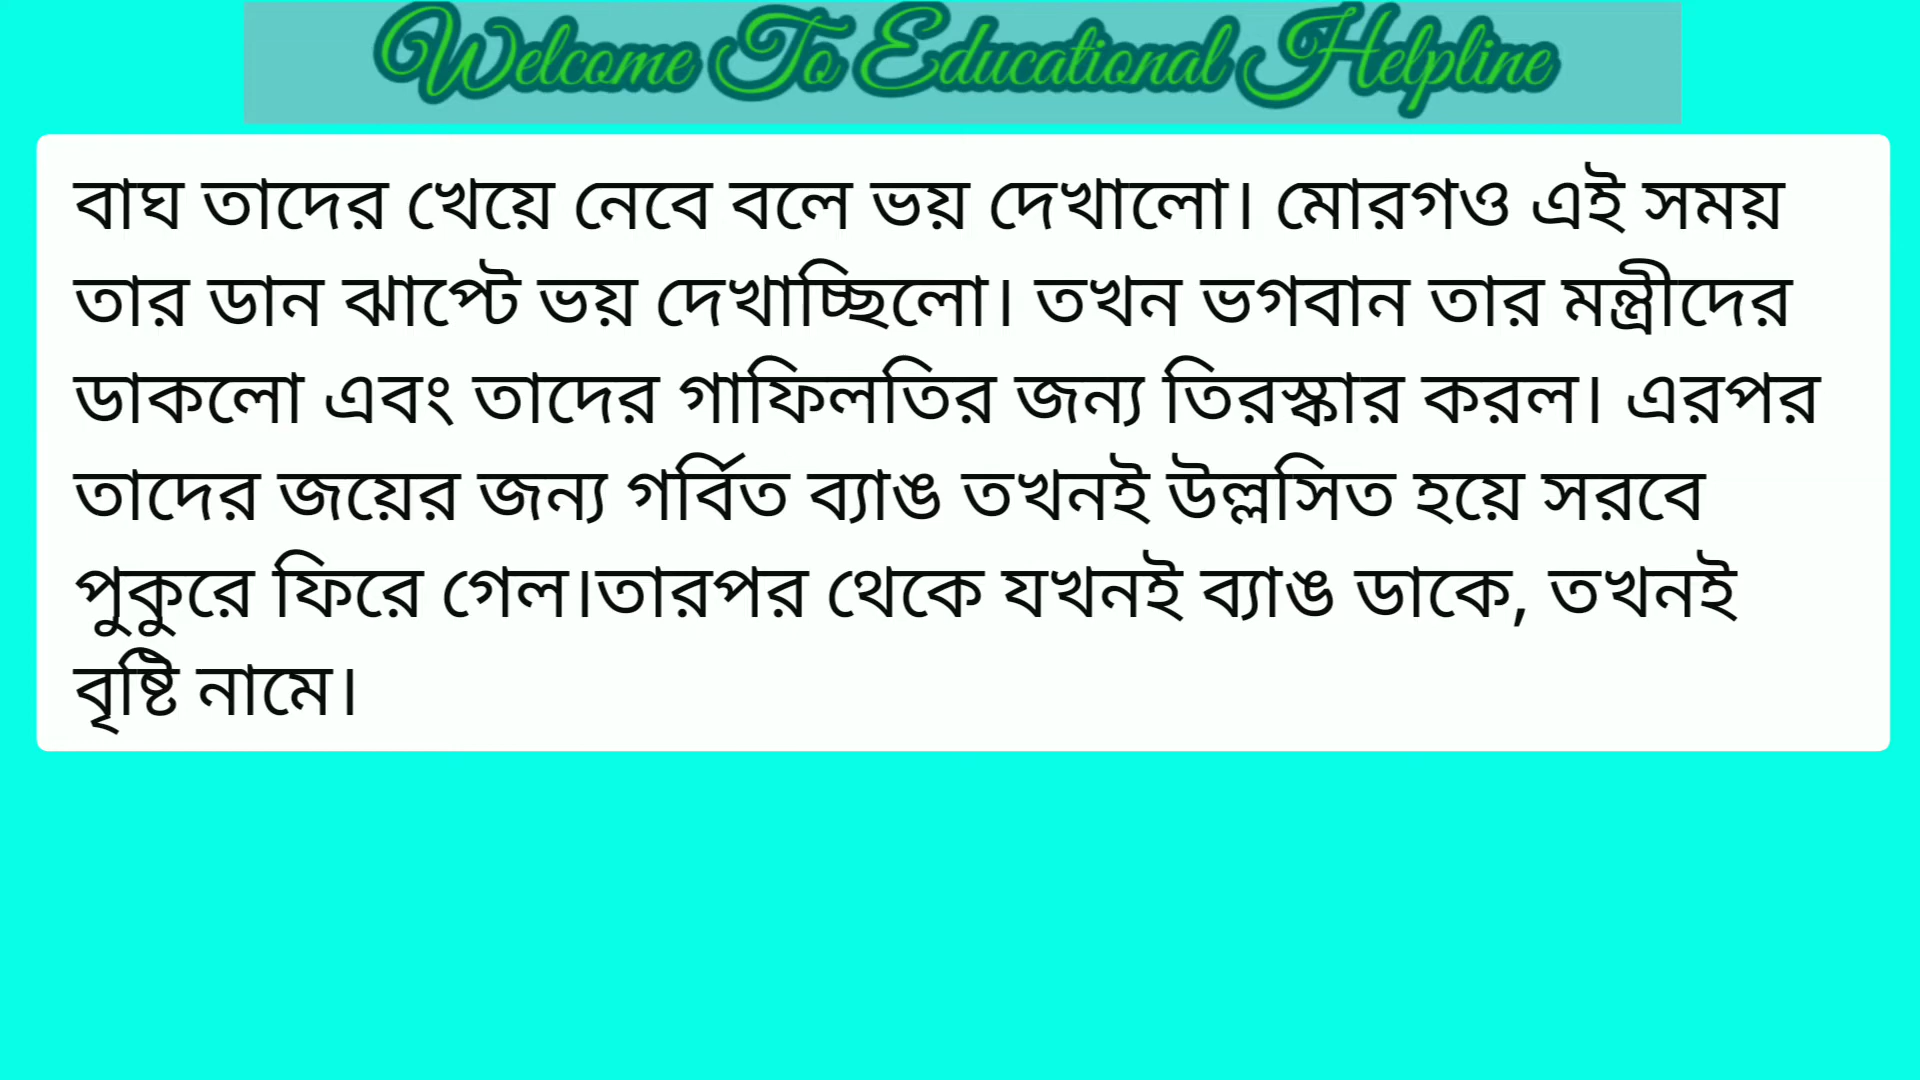 Welcome To Educational Helpline
বাঘ তাদের খেয়ে নেবে বলে ভয় দেখালো। মোরগও এই সময়
তার ডান ঝাপ্টে ভয় দেখাচ্ছিলো। তখন ভগবান তার মন্ত্রীদের
ডাকলো এবং তাদের গাফিলতির জন্য তিরস্কার করল। এরপর
তাদের জয়ের জন্য গর্বিত ব্যাঙ তখনই উল্লসিত হয়ে সরবে
পুকুরে ফিরে গেল।তারপর থেকে যখনই ব্যাঙ ডাকে, তখনই
বৃষ্টি নামে।